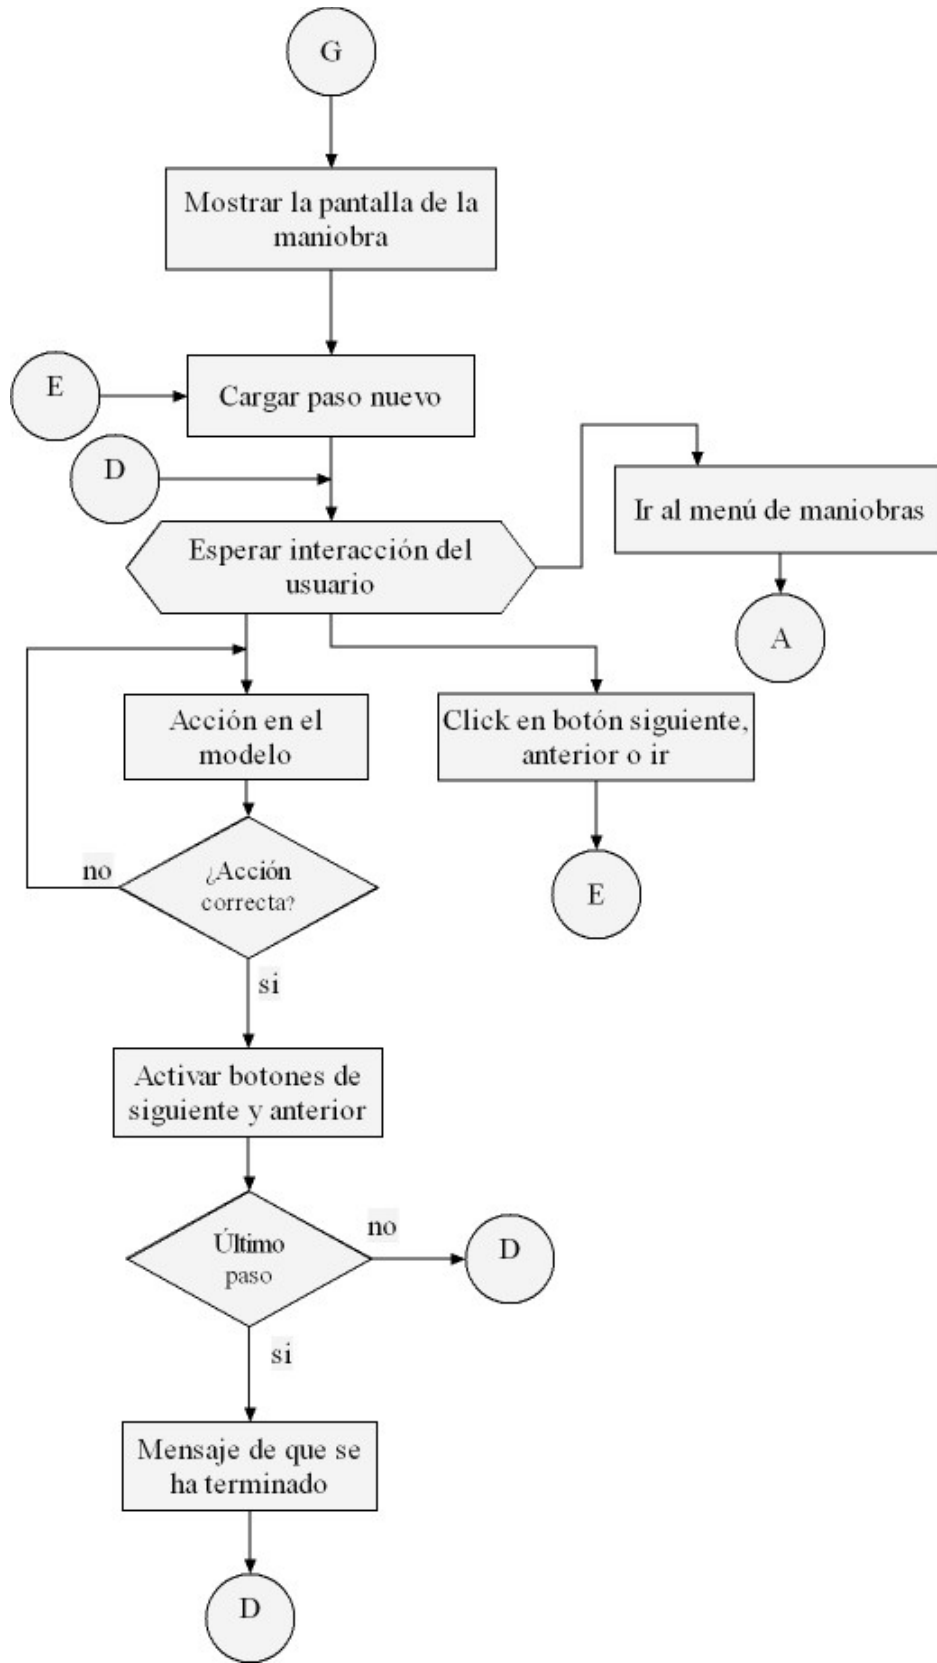 G
Mostrar la pantalla de la
maniobra
E
Cargar paso nuevo
D
Ir al menú de maniobras
Esperar interacción del
usuario
A
Acción en el
modelo
Click en botón siguiente,
anterior o ir
no
¿Acción
correcta?
E
si
Activar botones de
siguiente y anterior
Último
paso
no
D
si
Mensaje de que se
ha terminado
D